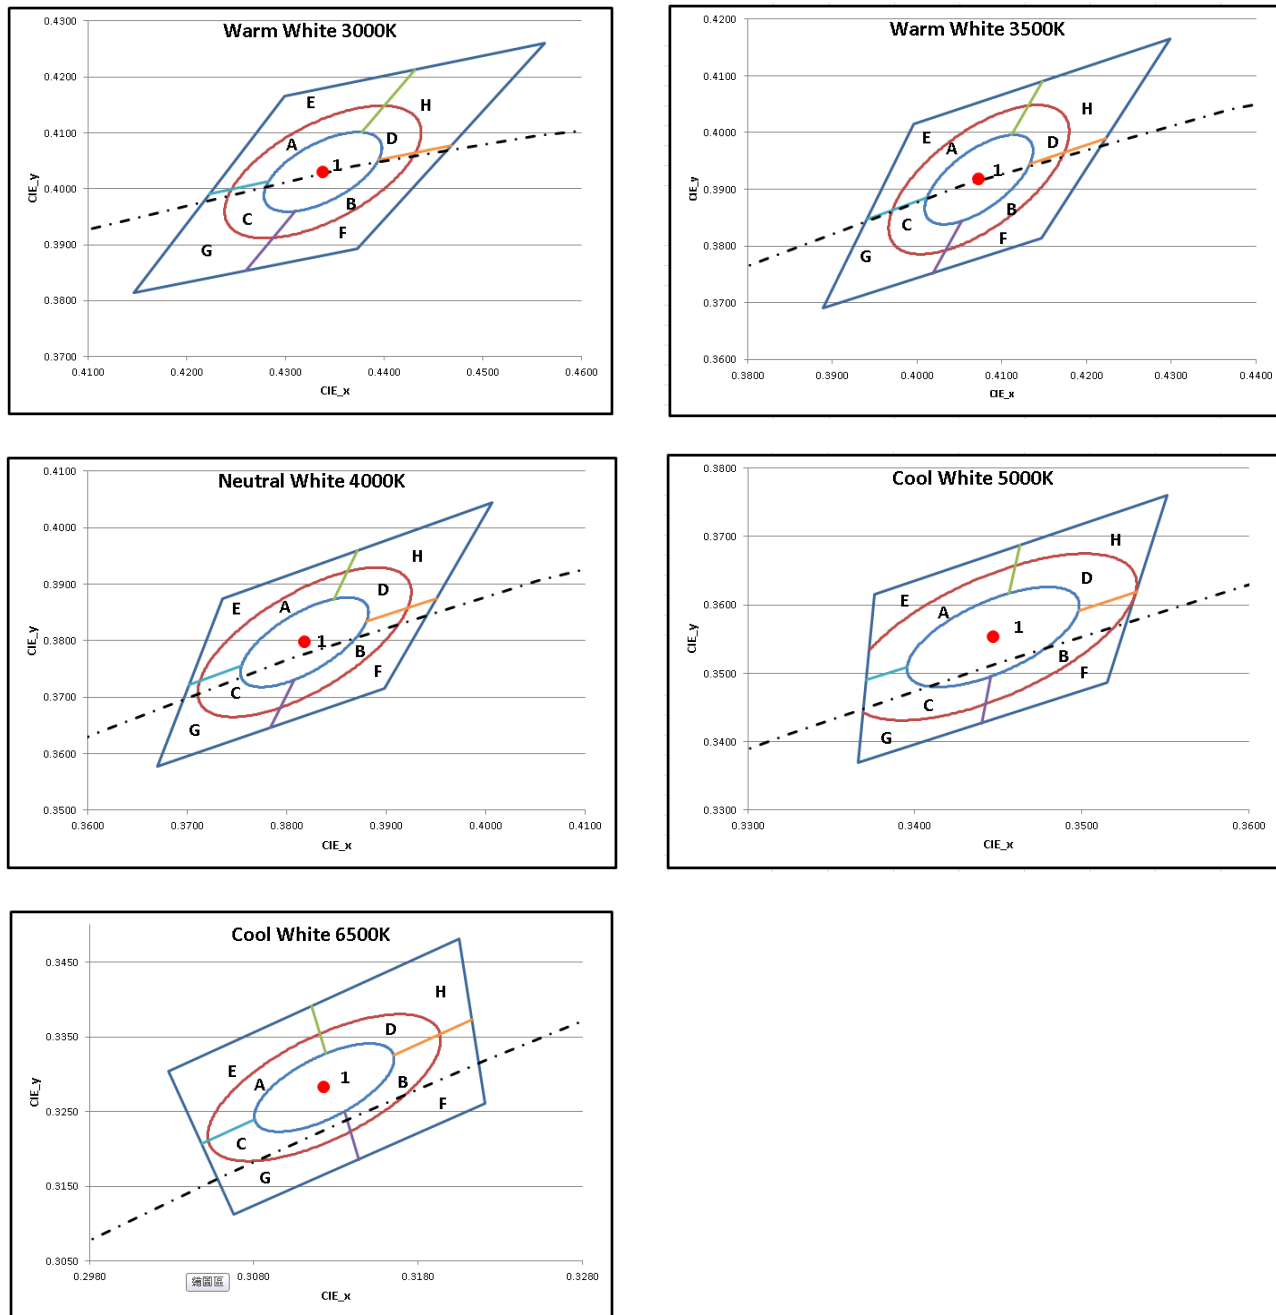 Warm White 3000K
CIE_y
0.4300
0.4200
0.4100
0.4000
0.3900
0.3800
0.3700
E
H
A
D
1
C
B
F
G
0.4100 0.4200 0.4300 0.4400 0.4500 0.4600
CIE_x
Warm White 3500K
CIE_y
0.4200
0.4100
0.4000
0.3900
0.3800
0.3700
0.3600
H
E
A
D
1
B
C
F
G
0.3800 0.3900 0.4000 0.4100 0.4200 0.4300 0.4400
CIE_x
Neutral White 4000K
CIE_y
0.4100
0.4000
0.3900
0.3800
0.3700
0.3600
0.3500
H
D
E
A
1
B
F
C
G
0.3600 0.3700 0.3800 0.3900 0.4000 0.4100
CIE_x
Cool White 5000K
CIE_y
0.3800
0.3700
0.3600
0.3500
0.3400
0.3300
H
D
E
A
1
B
F
C
G
0.3300 0.3400 0.3500 0.3600
CIE_x
Cool White 6500K
CIE_y
0.3450
0.3350
0.3250
0.3150
0.3050
H
D
E
1
A
B
F
C
G
0.2980 0.3080 0.3180 0.3280
繪圖區
CIE_x